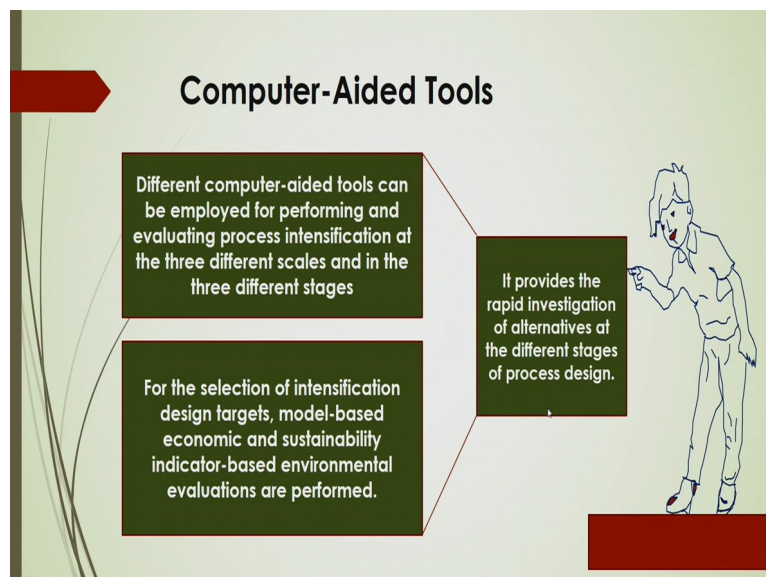 Computer-Aided Tools
Different computer-aided tools can
be employed for performing and
evaluating process intensification at
the three different scales and in the
three different stages
For the selection of intensification
design targets, model-based
economic and sustainability
indicator-based environmental
evaluations are performed.
It provides the
rapid investigation
of alternatives at
the different stages
of process design.